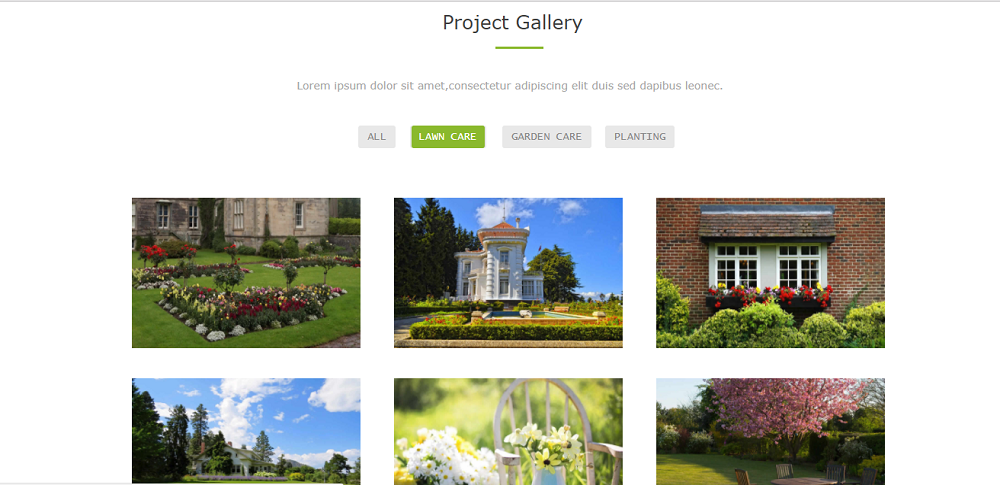 Project Gallery
Lorem ipsum dolor sit amet,consectetur adipiscing elit duis sed dapibus leonec.
ALL LAWN CARE GARDEN CARE PLANTING